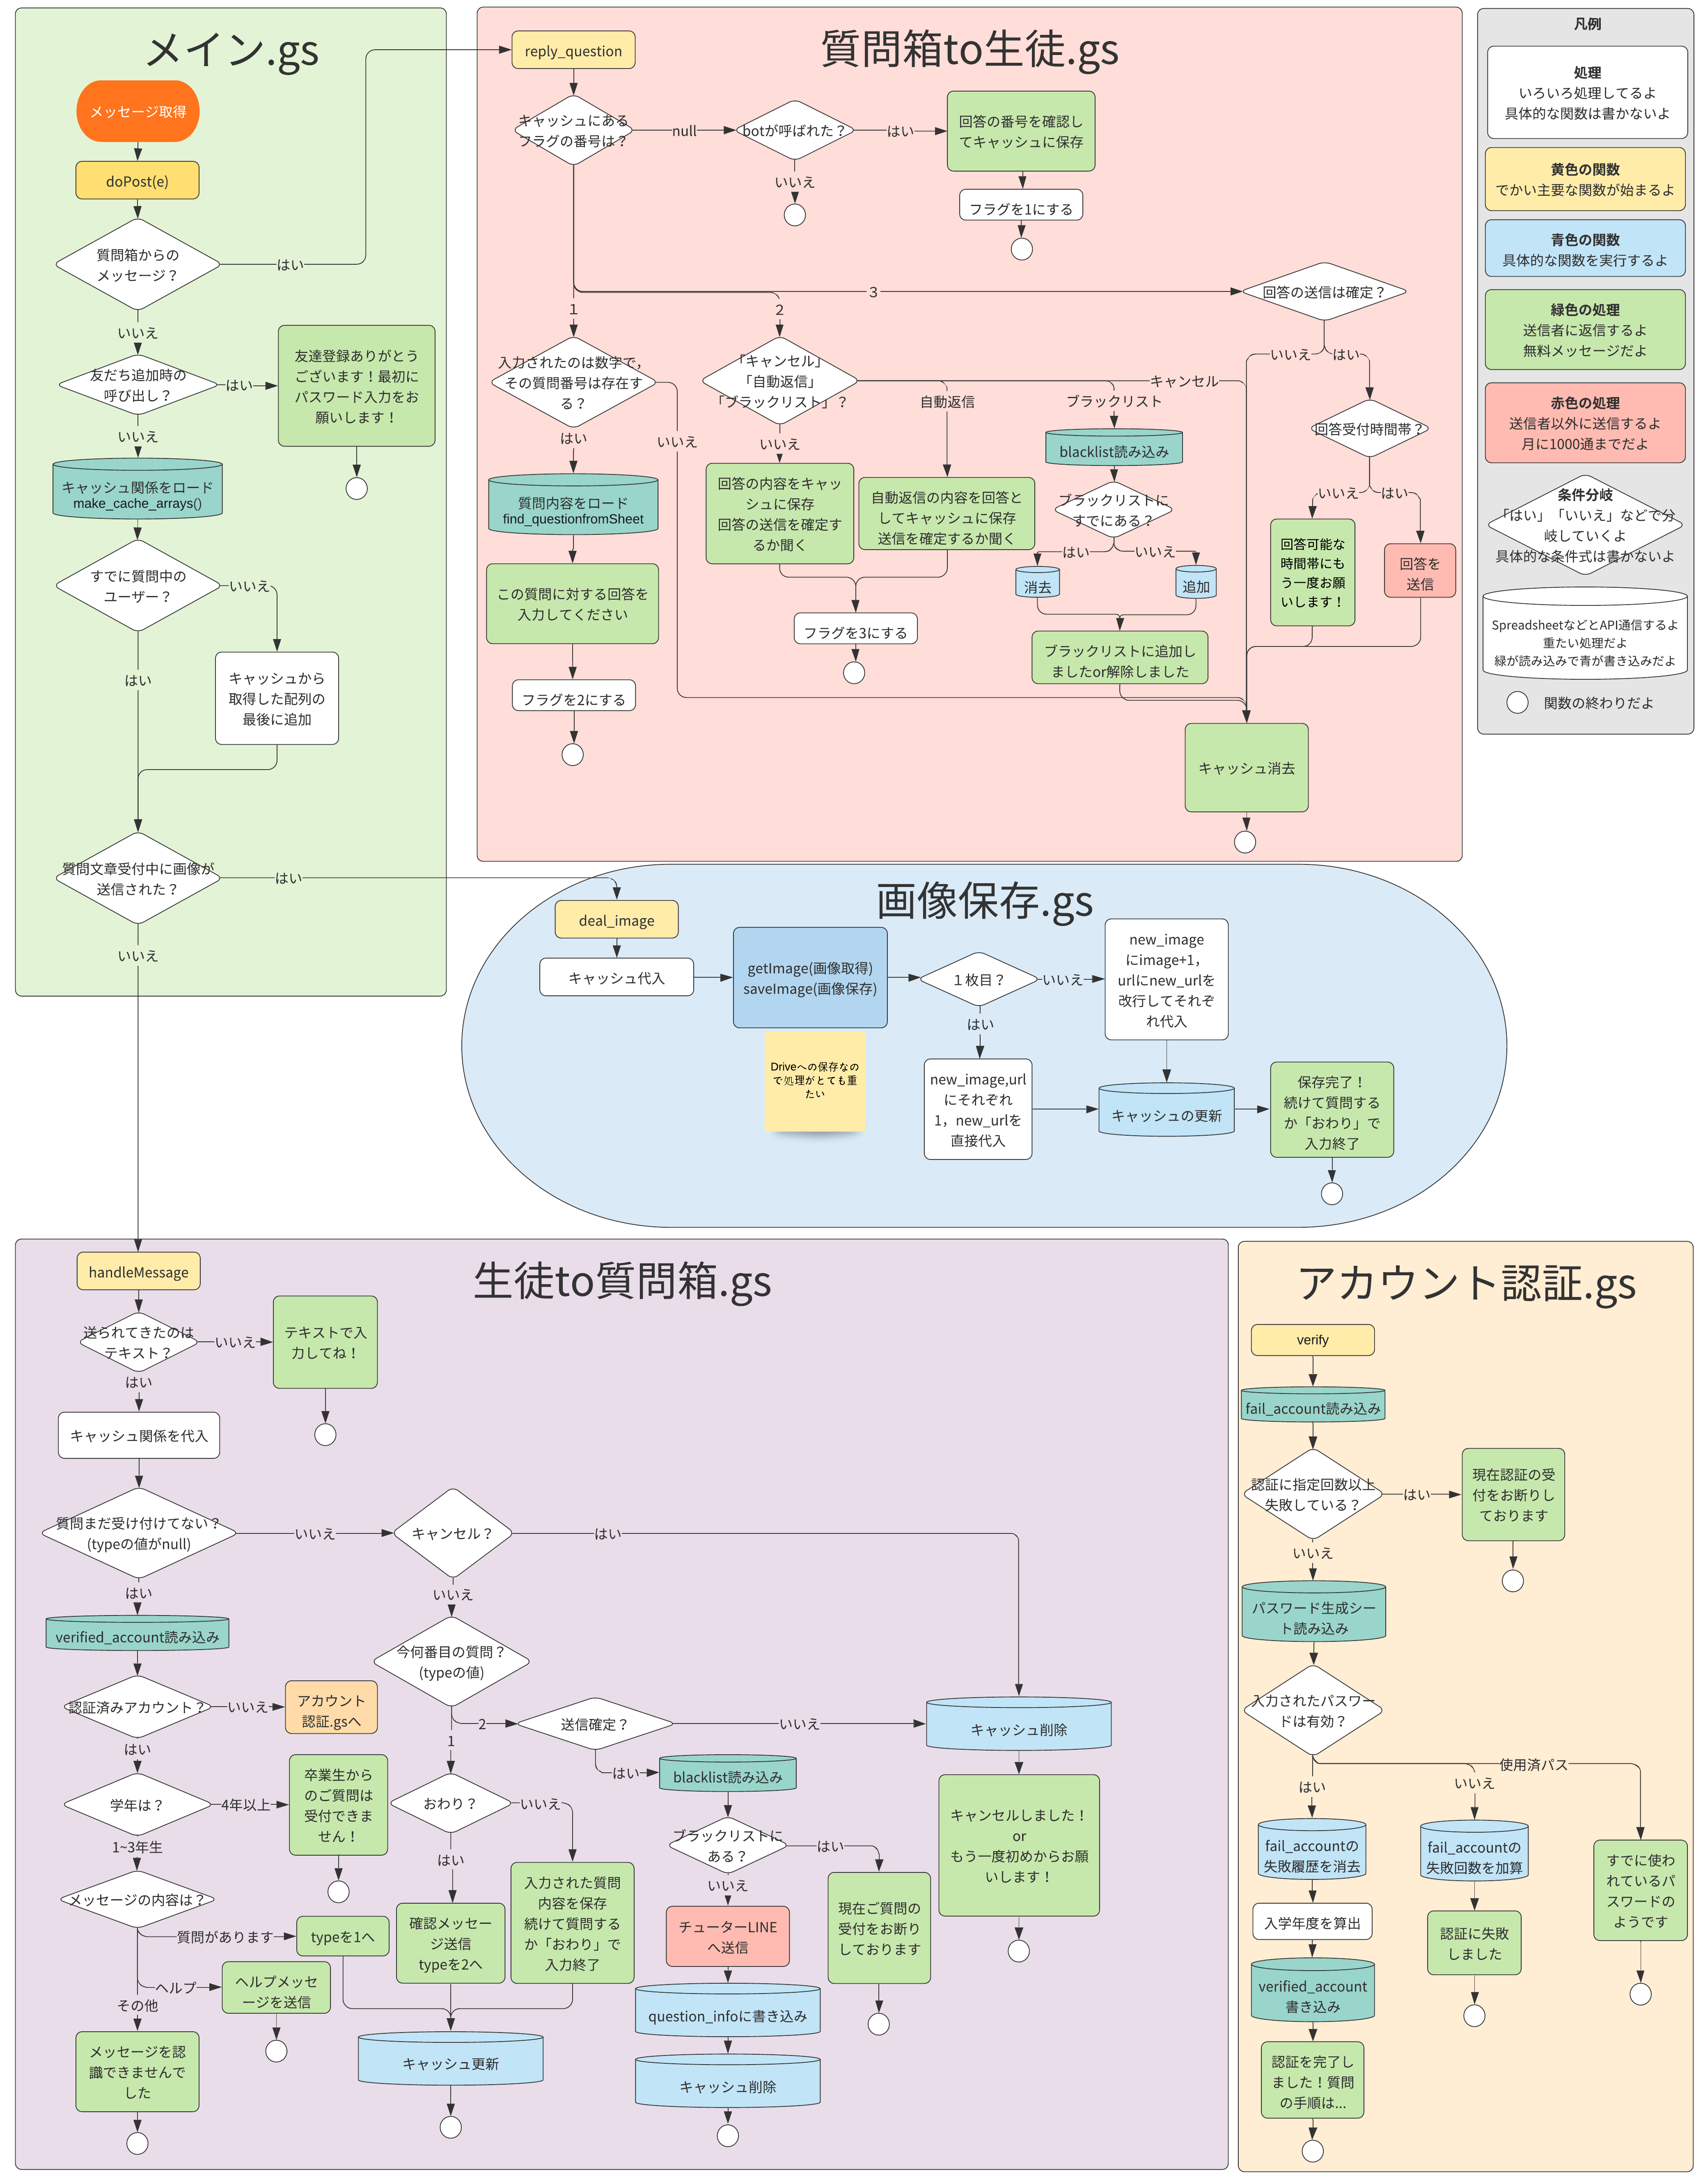 メイン.gs
メッセージ取得
doPost(e)
質問箱からの
メッセージ？
はい
いいえ
友だち追加時の
呼び出し？
はい
友達登録ありがとう
ございます！最初に
パスワード入力をお
願いします！
いいえ
キャッシュ関係をロード
make_cache_arrays()
すでに質問中の
ユーザー？
いいえ
はい
キャッシュから
取得した配列の
最後に追加
質問文章受付中に画像が
送信された？
はい
いいえ
質問箱to生徒.gs
reply_question
キャッシュにある
フラグの番号は？
null
botが呼ばれた？
はい
いいえ
回答の番号を確認し
てキャッシュに保存
フラグを1にする
1
2
3
入力されたのは数字で，
その質問番号は存在す
る？
はい
いいえ
質問内容をロード
find_questionfromSheet
この質問に対する回答を
入力してください
フラグを2にする
「キャンセル」
「自動返信」
「ブラックリスト」？
いいえ
自動返信
ブラックリスト
キャンセル
回答の内容をキャッ
シュに保存
回答の送信を確定す
るか聞く
自動返信の内容を回答と
してキャッシュに保存
送信を確定するか聞く
フラグを3にする
blacklist読み込み
ブラックリストに
すでにある？
はい
いいえ
消去
追加
ブラックリストに追加し
ましたor解除しました
回答の送信は確定？
いいえ
はい
回答受付時間帯？
いいえ
はい
回答可能な
時間帯にも
う一度お願
いします！
回答を
送信
キャッシュ消去
凡例
処理
いろいろ処理してるよ
具体的な関数は書かないよ
黄色の関数
でかい主要な関数が始まるよ
青色の関数
具体的な関数を実行するよ
緑色の処理
送信者に返信するよ
無料メッセージだよ
赤色の処理
送信者以外に送信するよ
月に1000通までだよ
条件分岐
「はい」「いいえ」などで分
岐していくよ
具体的な条件式は書かないよ
SpreadsheetなどとAPI通信するよ
重たい処理だよ
緑が読み込みで青が書き込みだよ
関数の終わりだよ
画像保存.gs
deal_image
キャッシュ代入
getImage(画像取得)
saveImage(画像保存)
Driveへの保存なの
で処理がとても重
たい
１枚目？
いいえ
はい
new_image
にimage+1，
urlにnew_urlを
改行してそれぞ
れ代入
new_image,url
にそれぞれ
1，new_urlを
直接代入
キャッシュの更新
保存完了！
続けて質問する
か「おわり」で
入力終了
生徒to質問箱.gs
handleMessage
送られてきたのは
テキスト？
いいえ
テキストで入
力してね！
はい
キャッシュ関係を代入
質問まだ受け付けてない？
(typeの値がnull)
いいえ
はい
verified_account読み込み
認証済みアカウント？
いいえ
アカウント
認証.gsへ
はい
学年は？
4年以上
卒業生から
のご質問は
受付できま
せん！
1~3年生
メッセージの内容は？
質問があります
typeを1へ
ヘルプ
ヘルプメッセ
ージを送信
その他
メッセージを認
識できませんで
した
キャンセル？
はい
いいえ
今何番目の質問？
(typeの値)
2
1
おわり？
いいえ
はい
確認メッセー
ジ送信
typeを2へ
入力された質問
内容を保存
続けて質問する
か「おわり」で
入力終了
キャッシュ更新
送信確定？
いいえ
はい
blacklist読み込み
ブラックリストに
ある？
はい
いいえ
チューターLINE
へ送信
question_infoに書き込み
キャッシュ削除
現在ご質問の
受付をお断り
しております
キャッシュ削除
キャンセルしました！
or
もう一度初めからお願
いします！
アカウント認証.gs
verify
fail_account読み込み
認証に指定回数以上
失敗している？
はい
現在認証の受
付をお断りし
ております
いいえ
パスワード生成シー
ト読み込み
入力されたパスワー
ドは有効？
はい
いいえ
使用済パス
fail_accountの
失敗履歴を消去
入学年度を算出
verified_account
書き込み
認証を完了し
ました！質問
の手順は...
fail_accountの
失敗回数を加算
認証に失敗
しました
すでに使わ
れているパ
スワードの
ようです